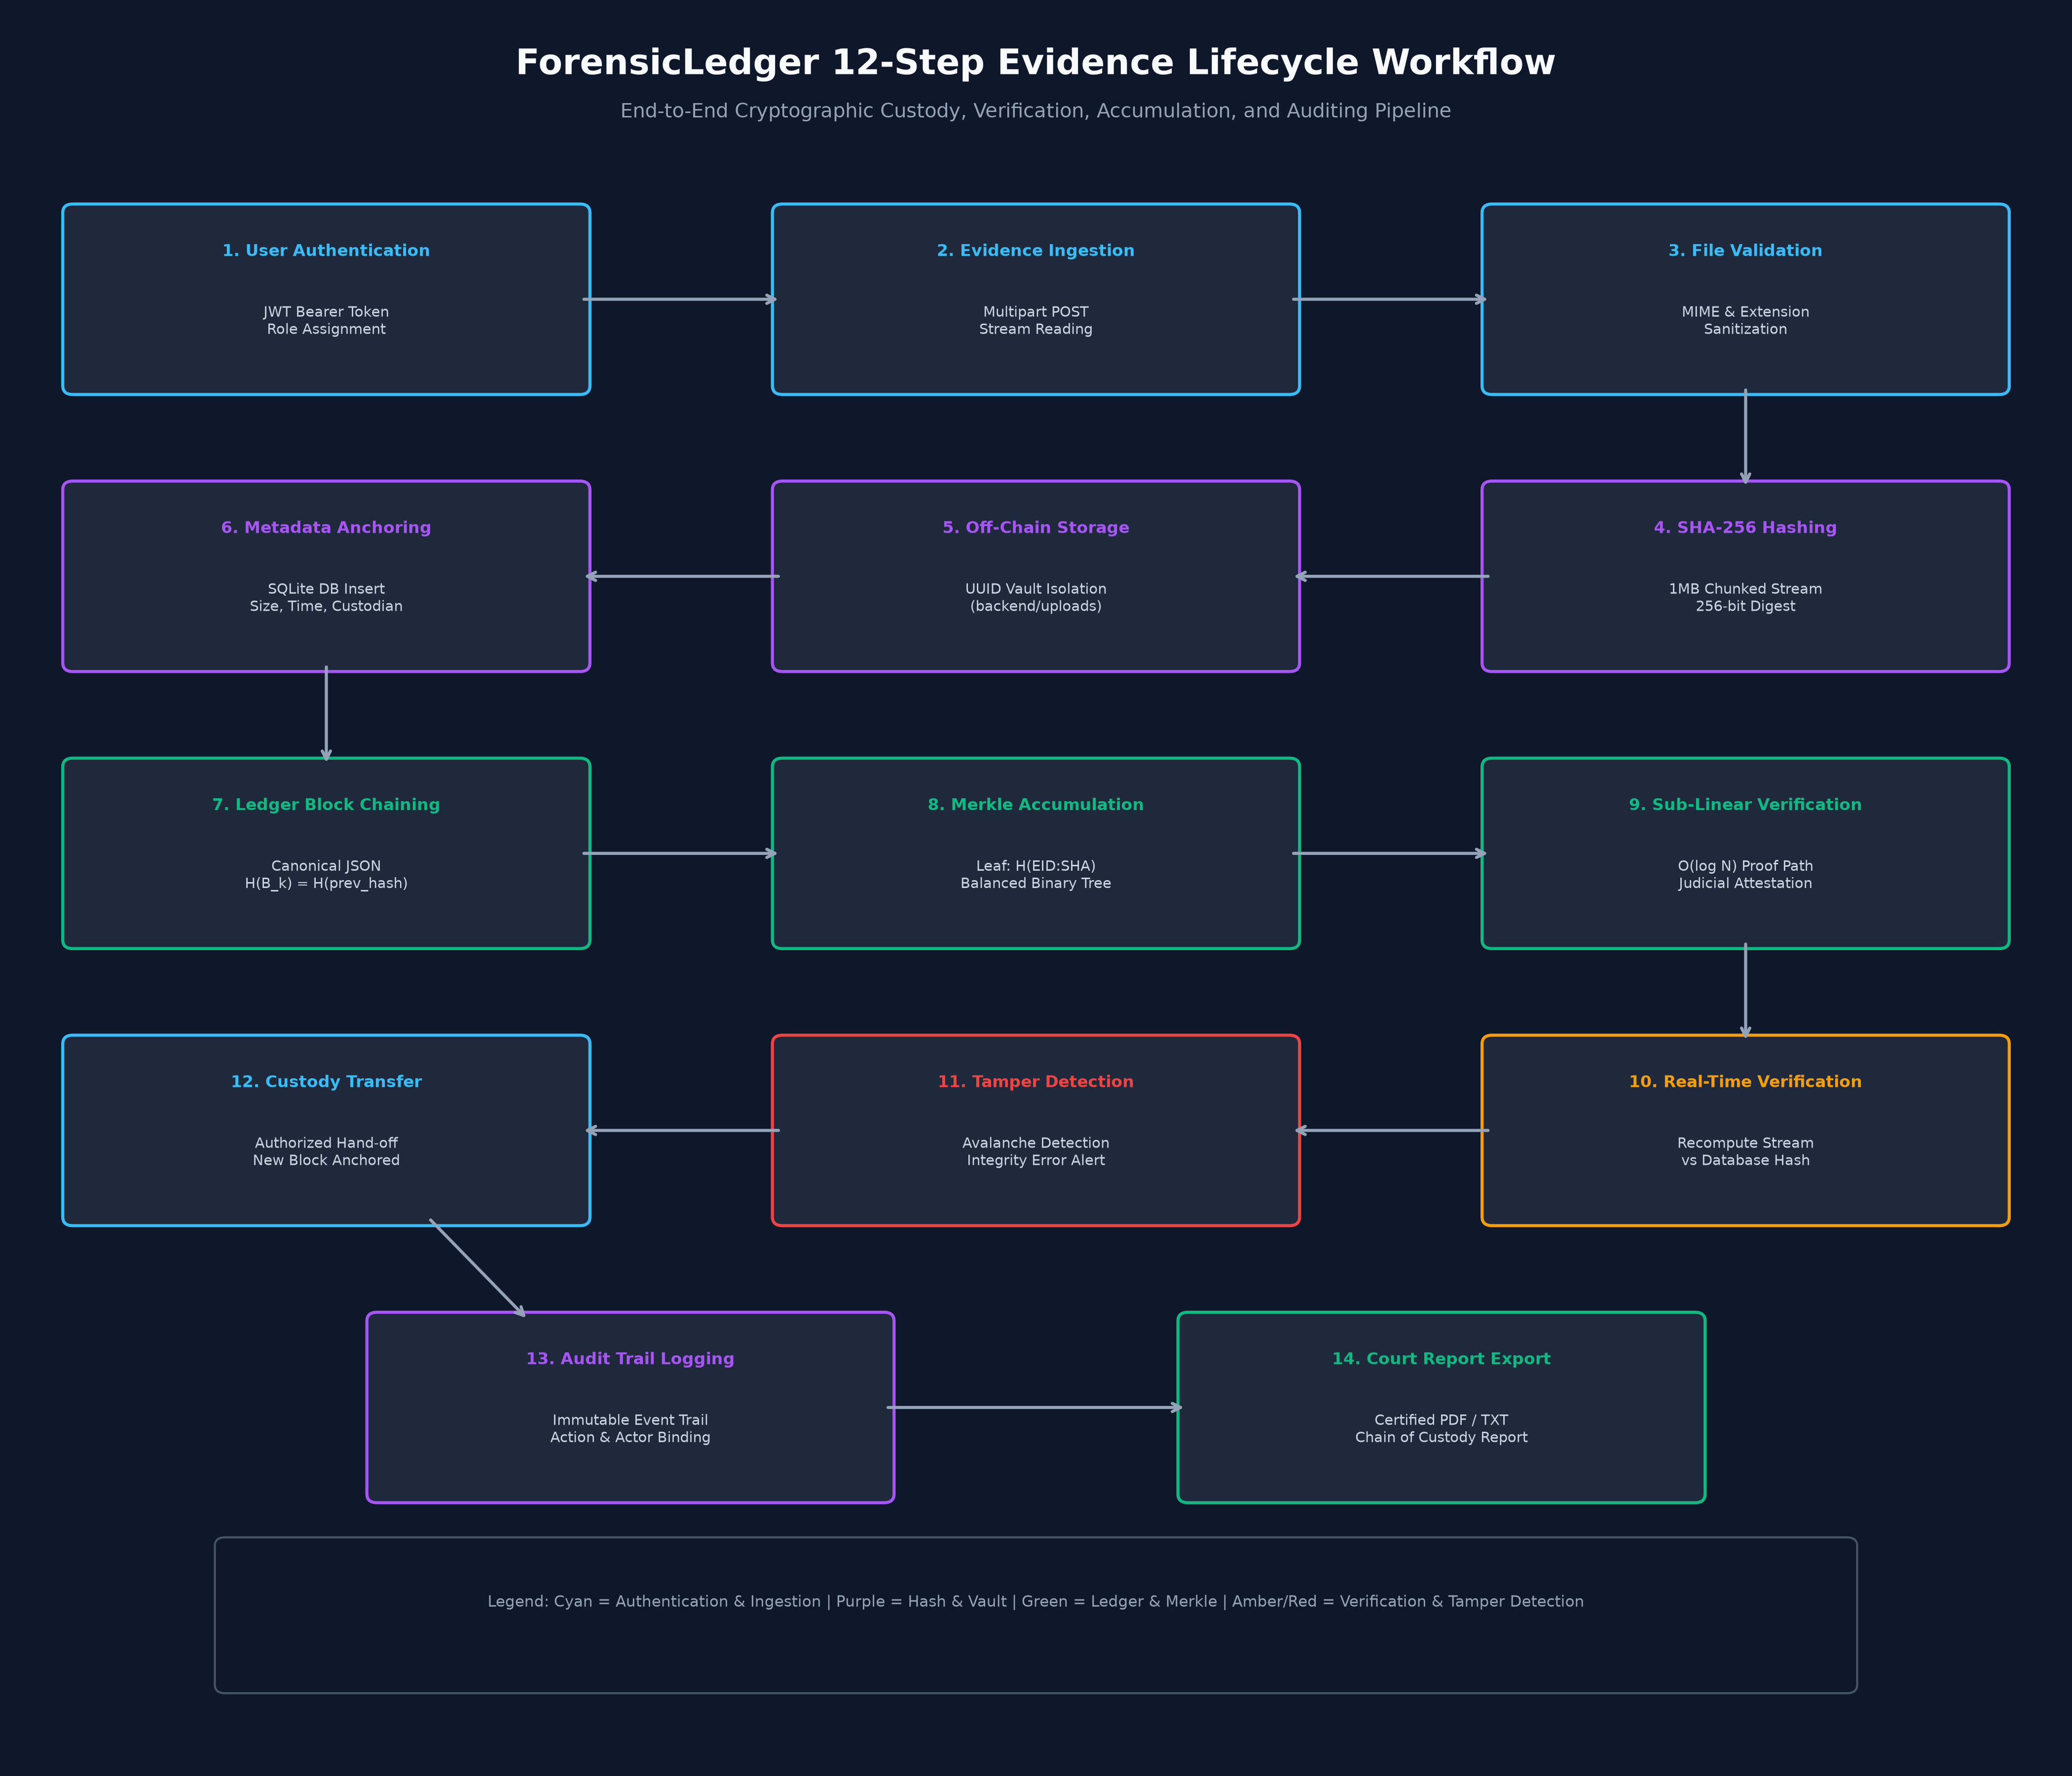 ForensicLedger 12-Step Evidence Lifecycle Workflow
End-to-End Cryptographic Custody, Verification, Accumulation, and Auditing Pipeline
1. User Authentication
JWT Bearer Token
Role Assignment
2. Evidence Ingestion
Multipart POST
Stream Reading
3. File Validation
MIME & Extension
Sanitization
4. SHA-256 Hashing
1MB Chunked Stream
256-bit Digest
5. Off-Chain Storage
UUID Vault Isolation
(backend/uploads)
6. Metadata Anchoring
SQLite DB Insert
Size, Time, Custodian
7. Ledger Block Chaining
Canonical JSON
H(B_k) = H(prev_hash)
8. Merkle Accumulation
Leaf: H(EID:SHA)
Balanced Binary Tree
9. Sub-Linear Verification
O(log N) Proof Path
Judicial Attestation
10. Real-Time Verification
Recompute Stream
vs Database Hash
11. Tamper Detection
Avalanche Detection
Integrity Error Alert
12. Custody Transfer
Authorized Hand-off
New Block Anchored
13. Audit Trail Logging
Immutable Event Trail
Action & Actor Binding
14. Court Report Export
Certified PDF / TXT
Chain of Custody Report
Legend: Cyan = Authentication & Ingestion | Purple = Hash & Vault | Green = Ledger & Merkle | Amber/Red = Verification & Tamper Detection